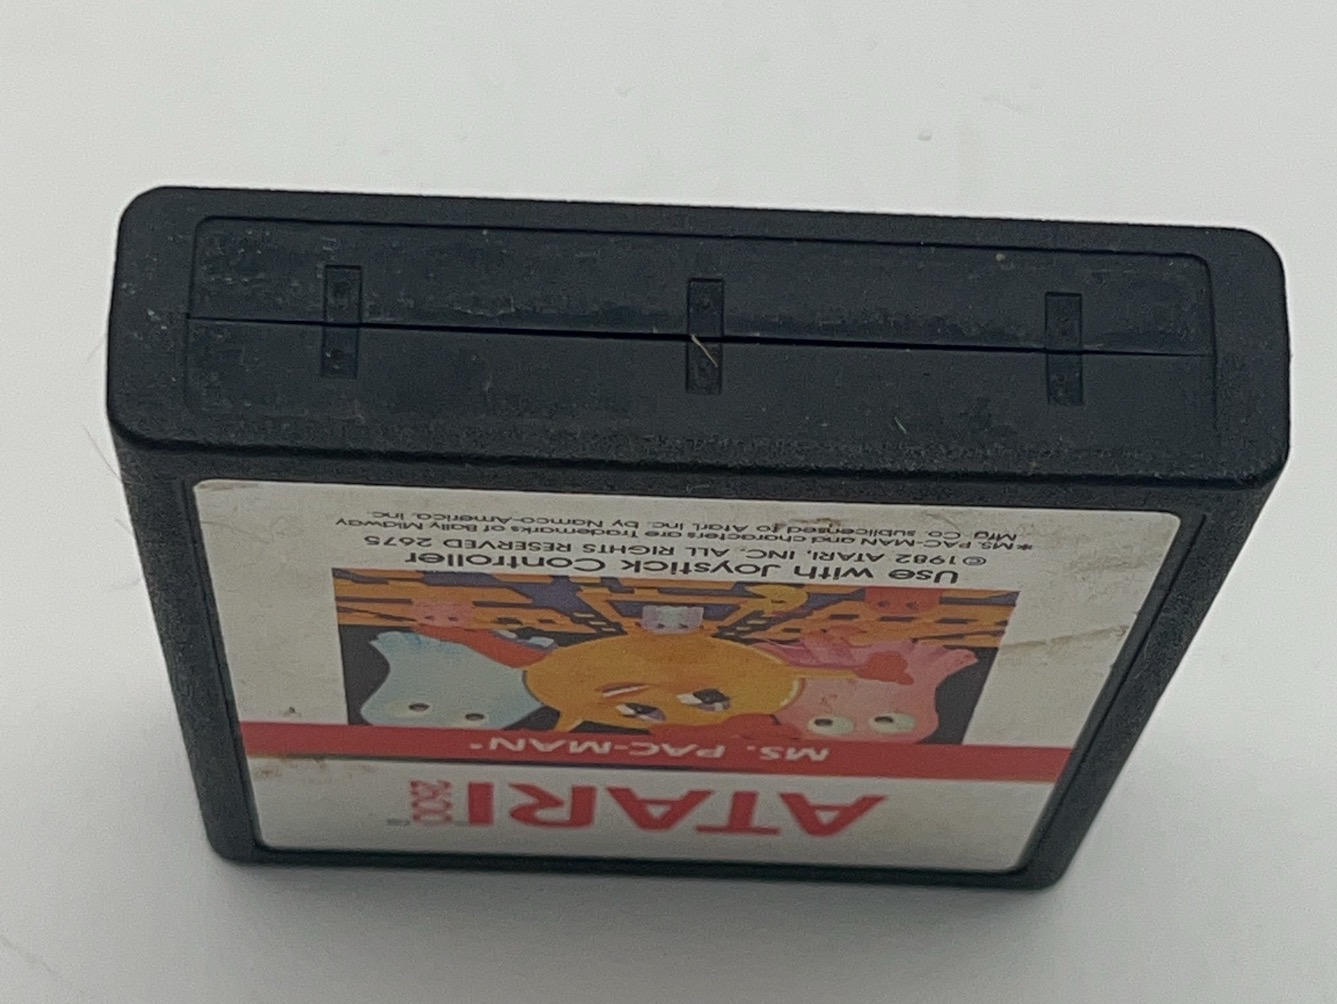 ATARI 2600
MS. PAC-MAN*
Use with Joystick Controller
©1982 ATARI, INC. ALL RIGHTS RESERVED 2675
*MS. PAC-MAN and characters are Trademarks of Bally Midway
Mfg. Co. sublicensed to Atari, Inc. by Namco-America, Inc.